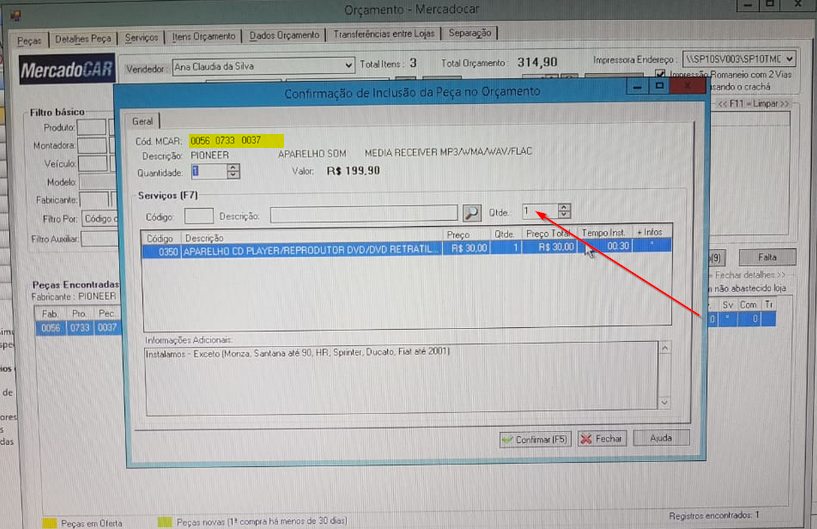 Orçamento - Mercadocar
Peças Detalhes Peça Serviços Itens Orçamento Dados Orçamento Transferências entre Lojas Separação
MercadoCAR
Vendedor: Ana Claudia da Silva Total Itens: 3 Total Orçamento: 314,90 Impressora Endereço: \\SP10SV003\SP10TMC
Impressão Romaneio com 2 Vias
sando o crachá
Confirmação de Inclusão da Peça no Orçamento
<< F11 = Limpar >>
Filtro básico
Produto:
Montadora:
Veículo:
Modelo:
Fabricante:
Filtro Por: Código
Filtro Auxiliar:
Geral
Cód. MCAR: 0056 0733 0037
Descrição: PIONEER APARELHO SOM MEDIA RECEIVER MP3/WMA/WAV/FLAC
Quantidade: 1 Valor: R$ 199,90
Serviços (F7)
Código: Descrição: Qtde.: 1
Código Descrição Preço Qtde. Preço Total Tempo Inst. + Infos
0350 APARELHO CD PLAYER/REPRODUTOR DVD/DVD RETRATIL... R$ 30,00 1 R$ 30,00 00:30 *
Informações Adicionais:
Instalamos - Exceto (Monza, Santana até 90, HR, Sprinter, Ducato, Fiat até 2001)
Confirmar (F5) Fechar Ajuda
(9) Falta
= Fechar detalhes >>
m não abastecido loja
Peças Encontradas
Fabricante : PIONEER
Fab. Pro. Pec. Sv Com Ti
0056 0733 0037 0 * 0
Peças em Oferta Peças novas (1ª compra há menos de 30 dias) Registros encontrados: 1